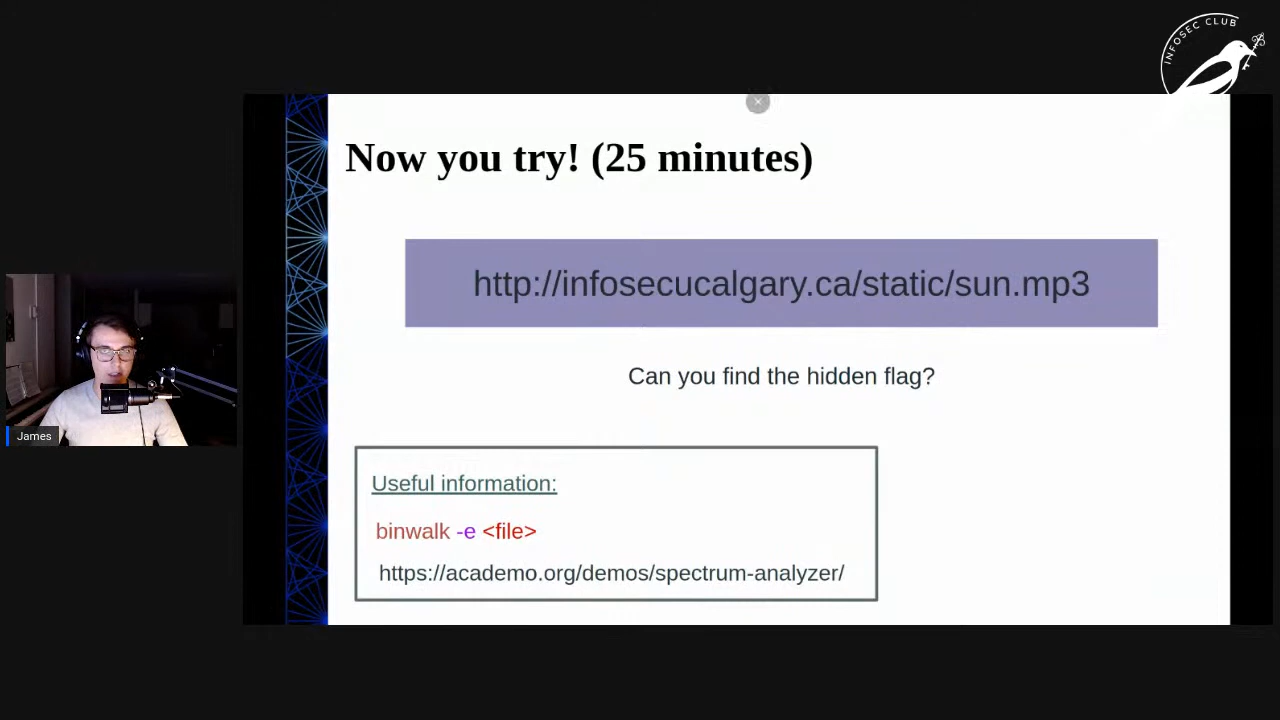 INFOSEC CLUB
Now you try! (25 minutes)
http://infosecucalgary.ca/static/sun.mp3
Can you find the hidden flag?
James
Useful information:
binwalk -e <file>
https://academo.org/demos/spectrum-analyzer/